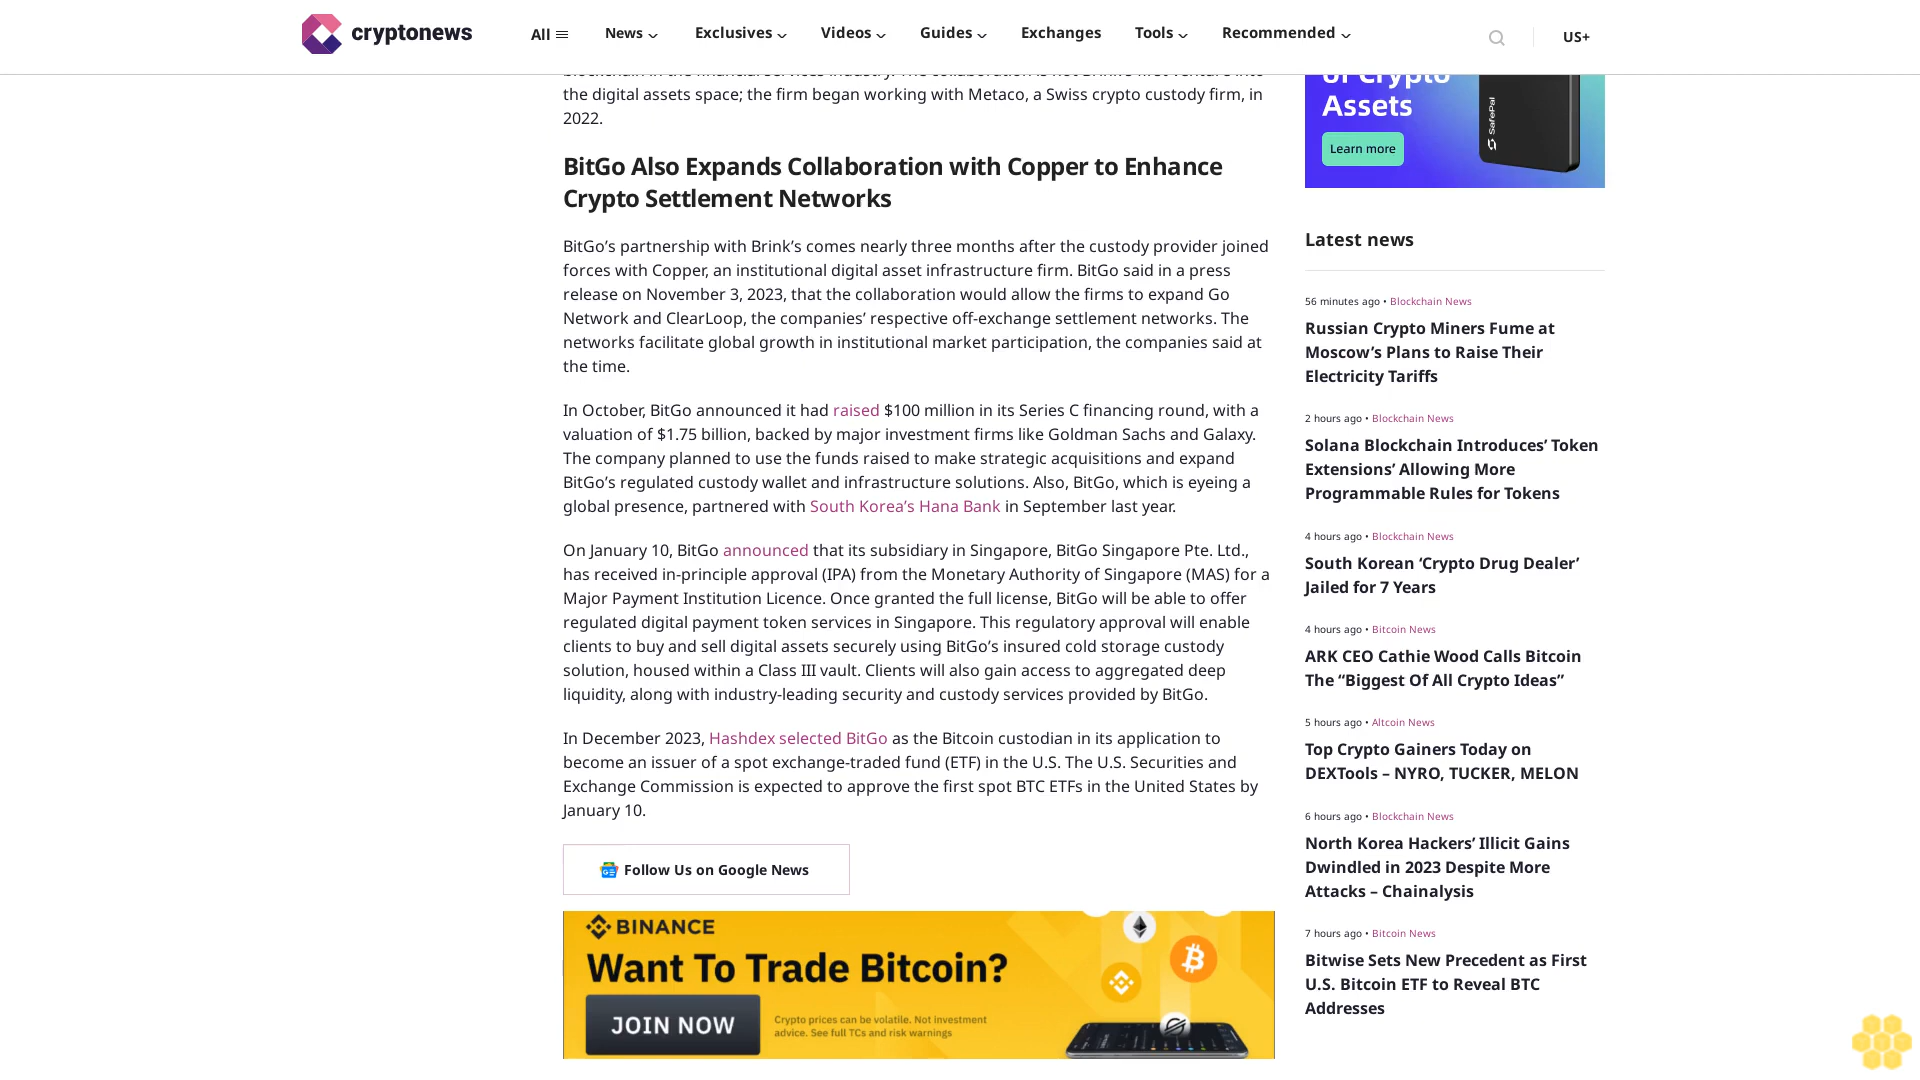 cryptonews
All
News
Exclusives
Videos
Guides
Exchanges
Tools
Recommended
US+
blockchain in the financial services industry. The collaboration is not Brink's first venture into
the digital assets space; the firm began working with Metaco, a Swiss crypto custody firm, in
2022.
BitGo Also Expands Collaboration with Copper to Enhance
Crypto Settlement Networks
BitGo’s partnership with Brink’s comes nearly three months after the custody provider joined
forces with Copper, an institutional digital asset infrastructure firm. BitGo said in a press
release on November 3, 2023, that the collaboration would allow the firms to expand Go
Network and ClearLoop, the companies’ respective off-exchange settlement networks. The
networks facilitate global growth in institutional market participation, the companies said at
the time.
In October, BitGo announced it had raised $100 million in its Series C financing round, with a
valuation of $1.75 billion, backed by major investment firms like Goldman Sachs and Galaxy.
The company planned to use the funds raised to make strategic acquisitions and expand
BitGo’s regulated custody wallet and infrastructure solutions. Also, BitGo, which is eyeing a
global presence, partnered with South Korea’s Hana Bank in September last year.
On January 10, BitGo announced that its subsidiary in Singapore, BitGo Singapore Pte. Ltd.,
has received in-principle approval (IPA) from the Monetary Authority of Singapore (MAS) for a
Major Payment Institution Licence. Once granted the full license, BitGo will be able to offer
regulated digital payment token services in Singapore. This regulatory approval will enable
clients to buy and sell digital assets securely using BitGo’s insured cold storage custody
solution, housed within a Class III vault. Clients will also gain access to aggregated deep
liquidity, along with industry-leading security and custody services provided by BitGo.
In December 2023, Hashdex selected BitGo as the Bitcoin custodian in its application to
become an issuer of a spot exchange-traded fund (ETF) in the U.S. The U.S. Securities and
Exchange Commission is expected to approve the first spot BTC ETFs in the United States by
January 10.
Follow Us on Google News
BINANCE
Want To Trade Bitcoin?
JOIN NOW
Crypto prices can be volatile. Not investment
advice. See full TCs and risk warnings
of Crypto
Assets
Learn more
SafePal
Latest news
56 minutes ago • Blockchain News
Russian Crypto Miners Fume at
Moscow’s Plans to Raise Their
Electricity Tariffs
2 hours ago • Blockchain News
Solana Blockchain Introduces’ Token
Extensions’ Allowing More
Programmable Rules for Tokens
4 hours ago • Blockchain News
South Korean ‘Crypto Drug Dealer’
Jailed for 7 Years
4 hours ago • Bitcoin News
ARK CEO Cathie Wood Calls Bitcoin
The “Biggest Of All Crypto Ideas”
5 hours ago • Altcoin News
Top Crypto Gainers Today on
DEXTools – NYRO, TUCKER, MELON
6 hours ago • Blockchain News
North Korea Hackers’ Illicit Gains
Dwindled in 2023 Despite More
Attacks – Chainalysis
7 hours ago • Bitcoin News
Bitwise Sets New Precedent as First
U.S. Bitcoin ETF to Reveal BTC
Addresses